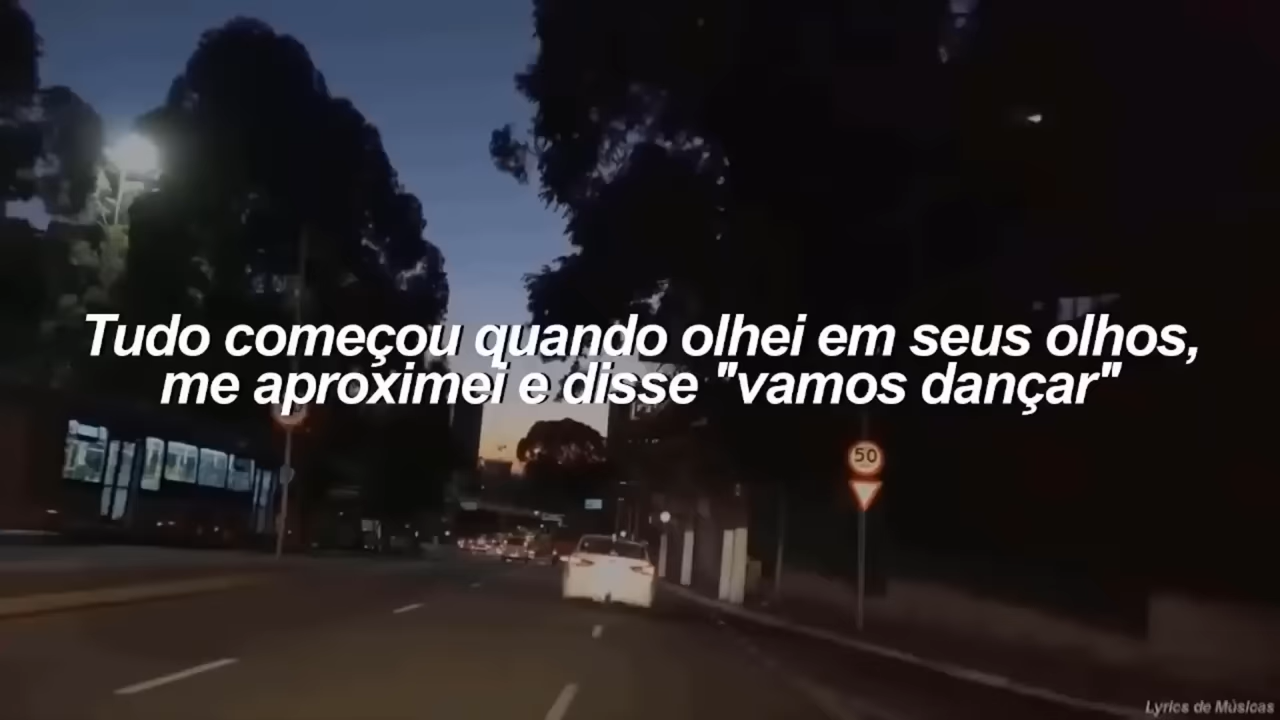 Tudo começou quando olhei em seus olhos,
me aproximei e disse "vamos dançar"
50
Lyrics de Músicas